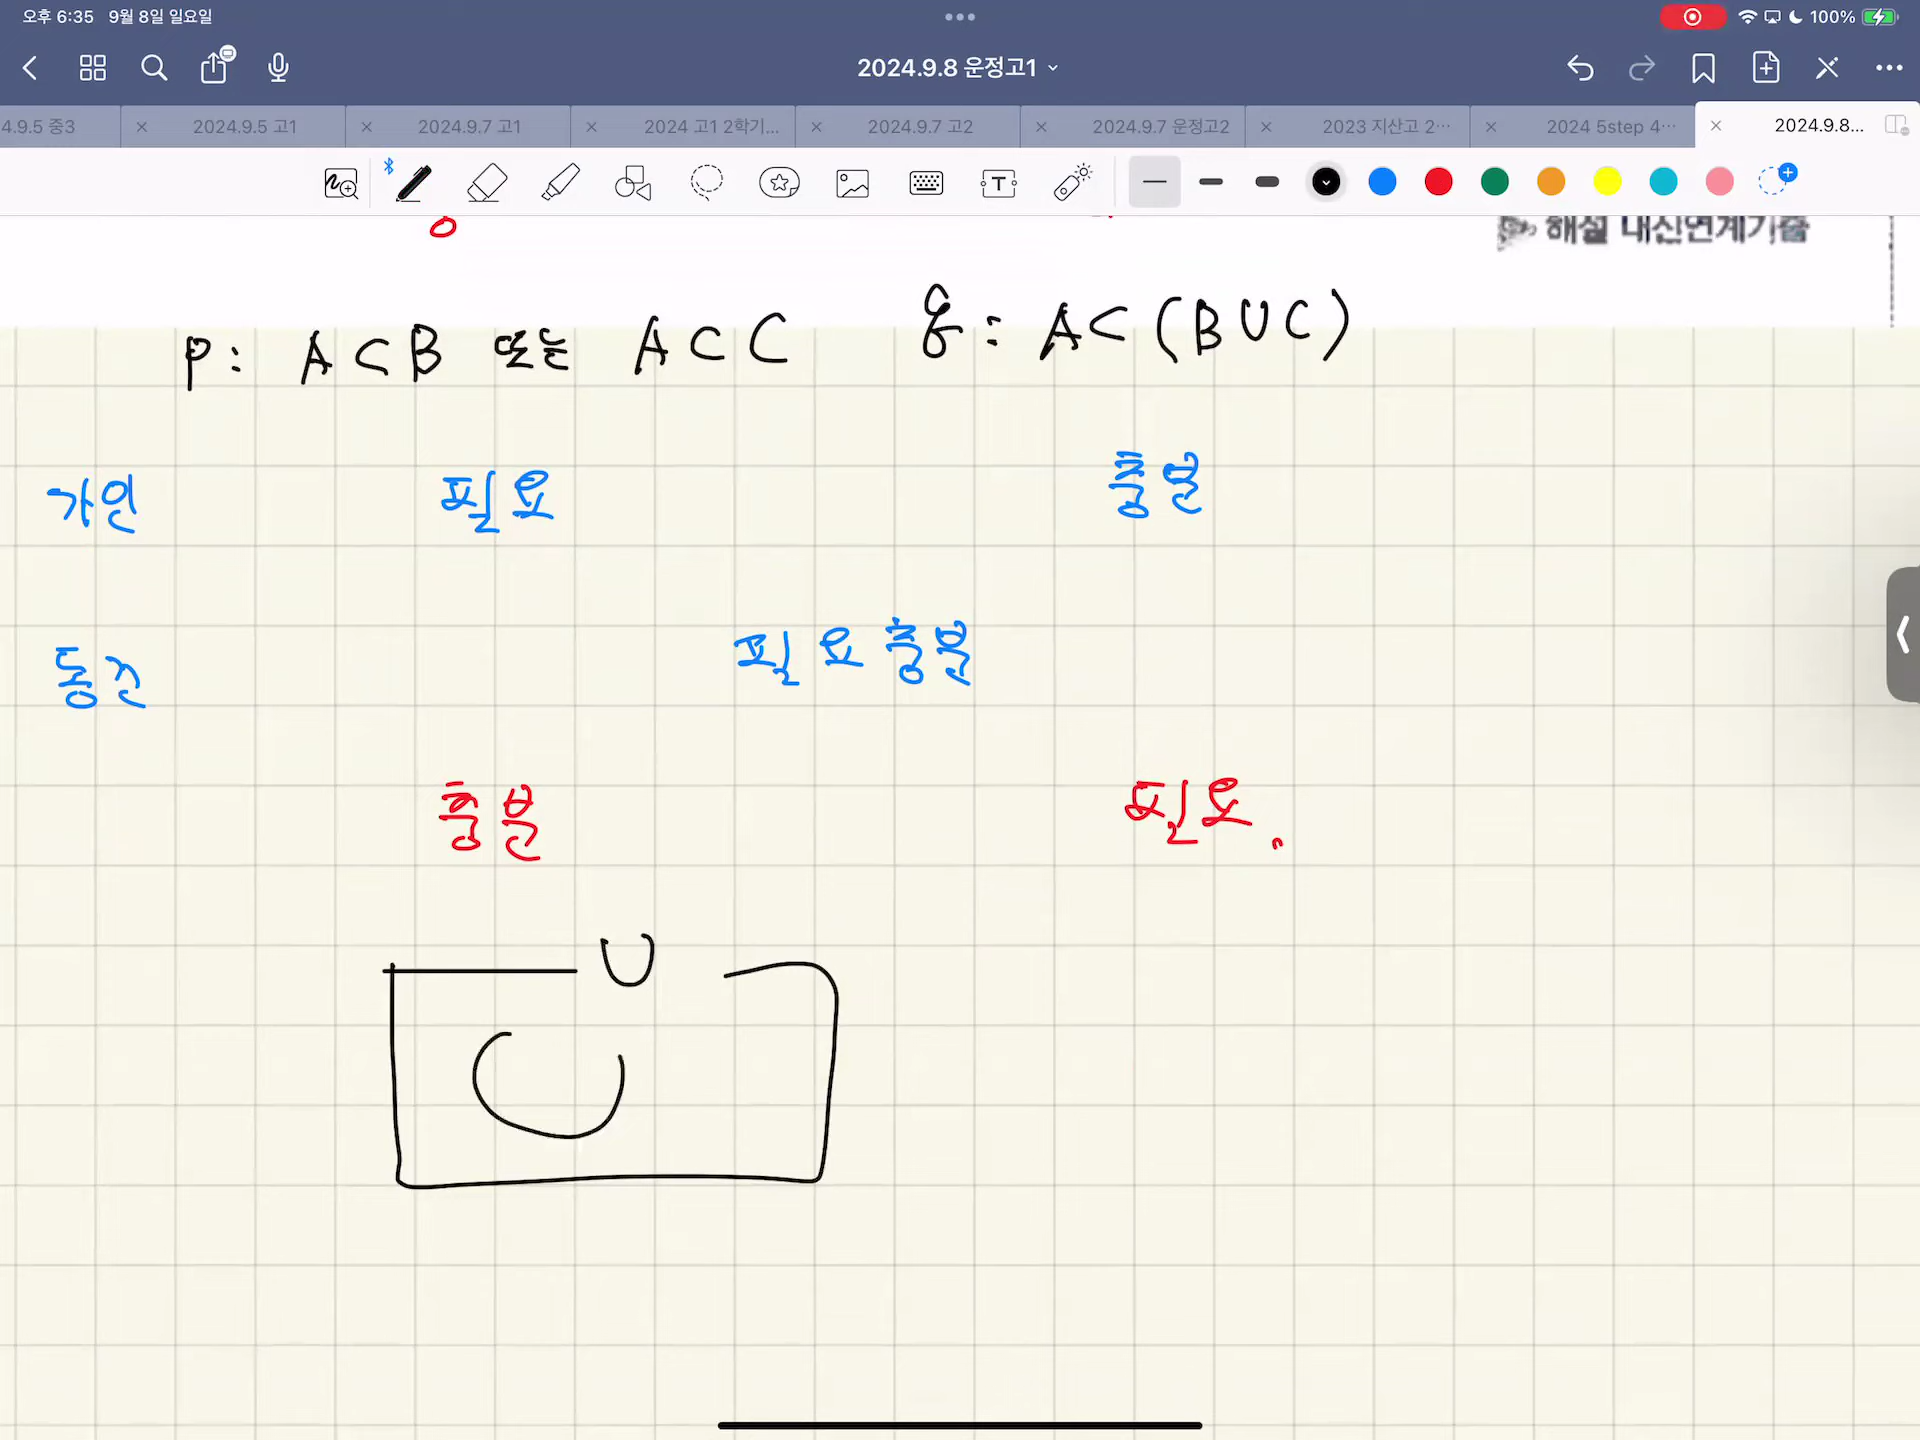 오후 6:35 9월 8일 일요일
100%
2024.9.8 운정고1
4.9.5 중3
2024.9.5 고1
2024.9.7 고1
2024 고1 2학기...
2024.9.7 고2
2024.9.7 운정고2
2023 지산고 2...
2024 5step 4...
2024.9.8...
해설 내신연계기출
p: A⊂B 또는 A⊂C q: A⊂(B∪C)
가인 필요 충분
동건 필요충분
충분 필요.
U